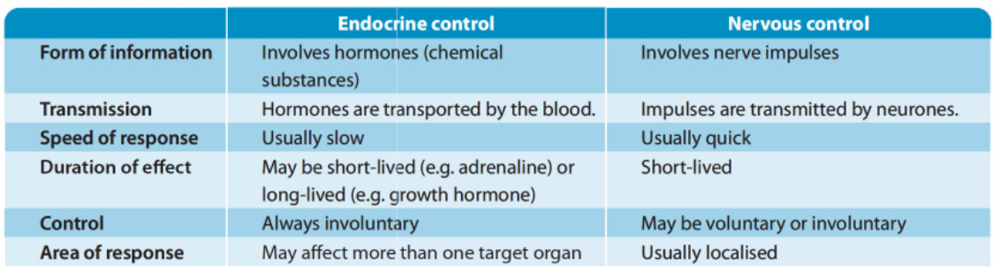 Endocrine control Nervous control
Form of information Involves hormones (chemical Involves nerve impulses
substances)
Transmission Hormones are transported by the blood. Impulses are transmitted by neurones.
Speed of response Usually slow Usually quick
Duration of effect May be short-lived (e.g. adrenaline) or Short-lived
long-lived (e.g. growth hormone)
Control Always involuntary May be voluntary or involuntary
Area of response May affect more than one target organ Usually localised